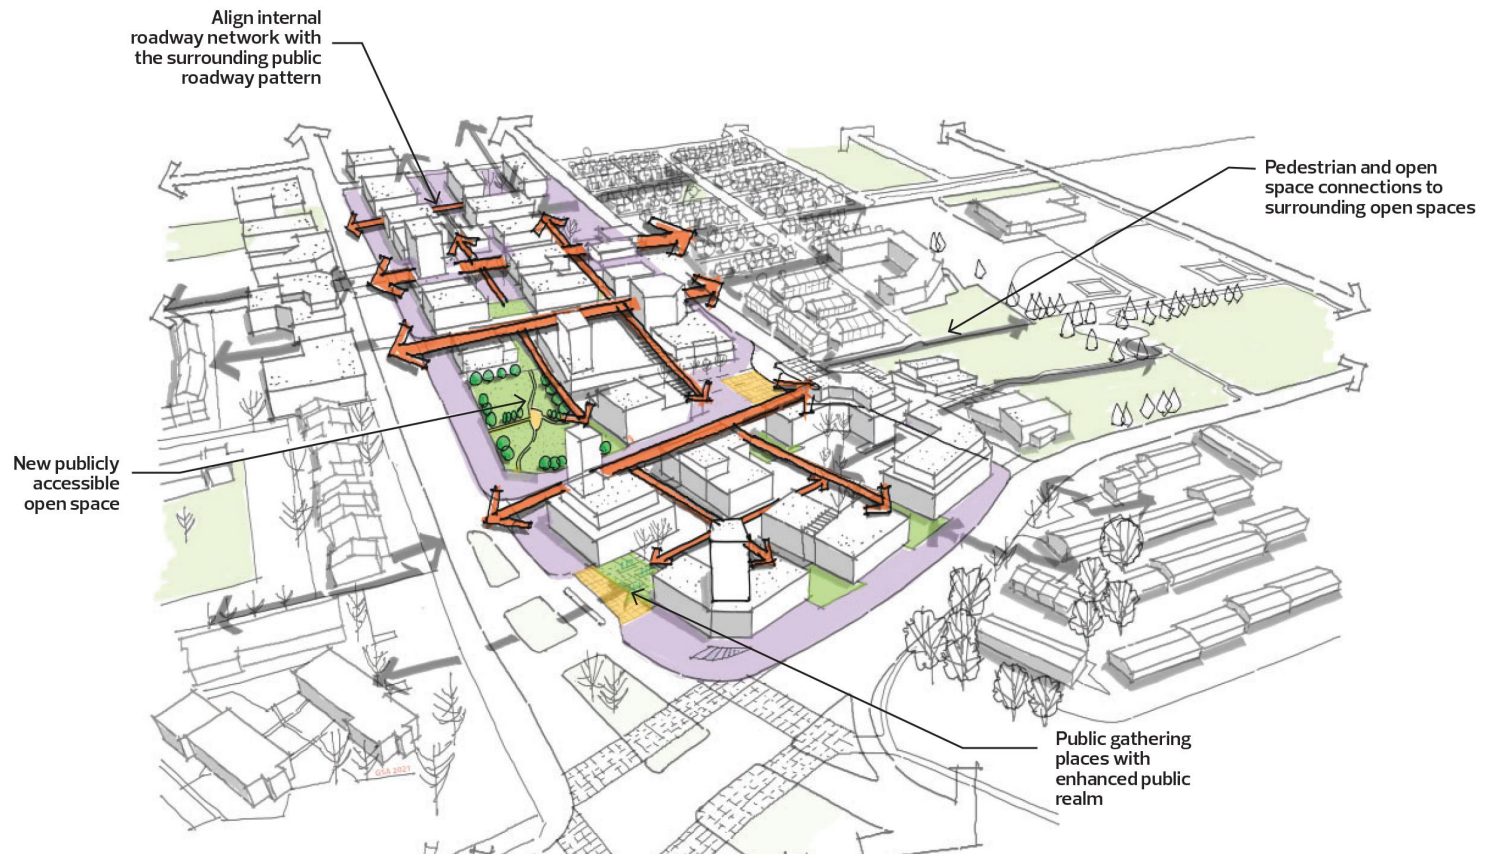 Align internal
roadway network with
the surrounding public
roadway pattern
Pedestrian and open
space connections to
surrounding open spaces
New publicly
accessible
open space
Public gathering
places with
enhanced public
realm
GSA 2021